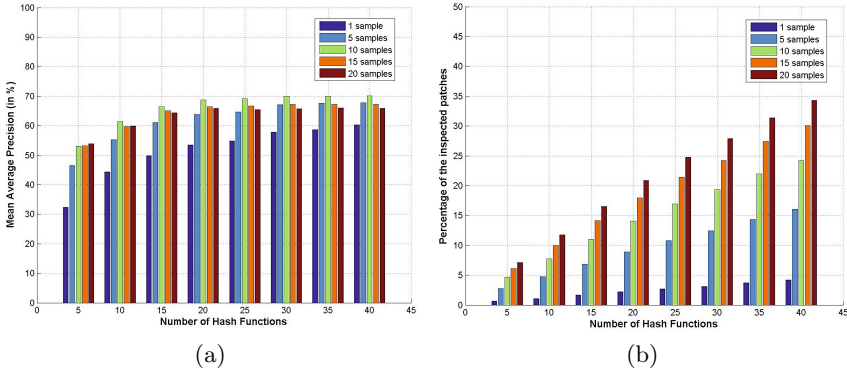 100
90
80
70
60
50
40
30
20
10
0
Mean Average Precision (in %)
1 sample
5 samples
10 samples
15 samples
20 samples
0 5 10 15 20 25 30 35 40 45
Number of Hash Functions
(a)
50
45
40
35
30
25
20
15
10
5
0
Percentage of the inspected patches
1 sample
5 samples
10 samples
15 samples
20 samples
0 5 10 15 20 25 30 35 40 45
Number of Hash Functions
(b)